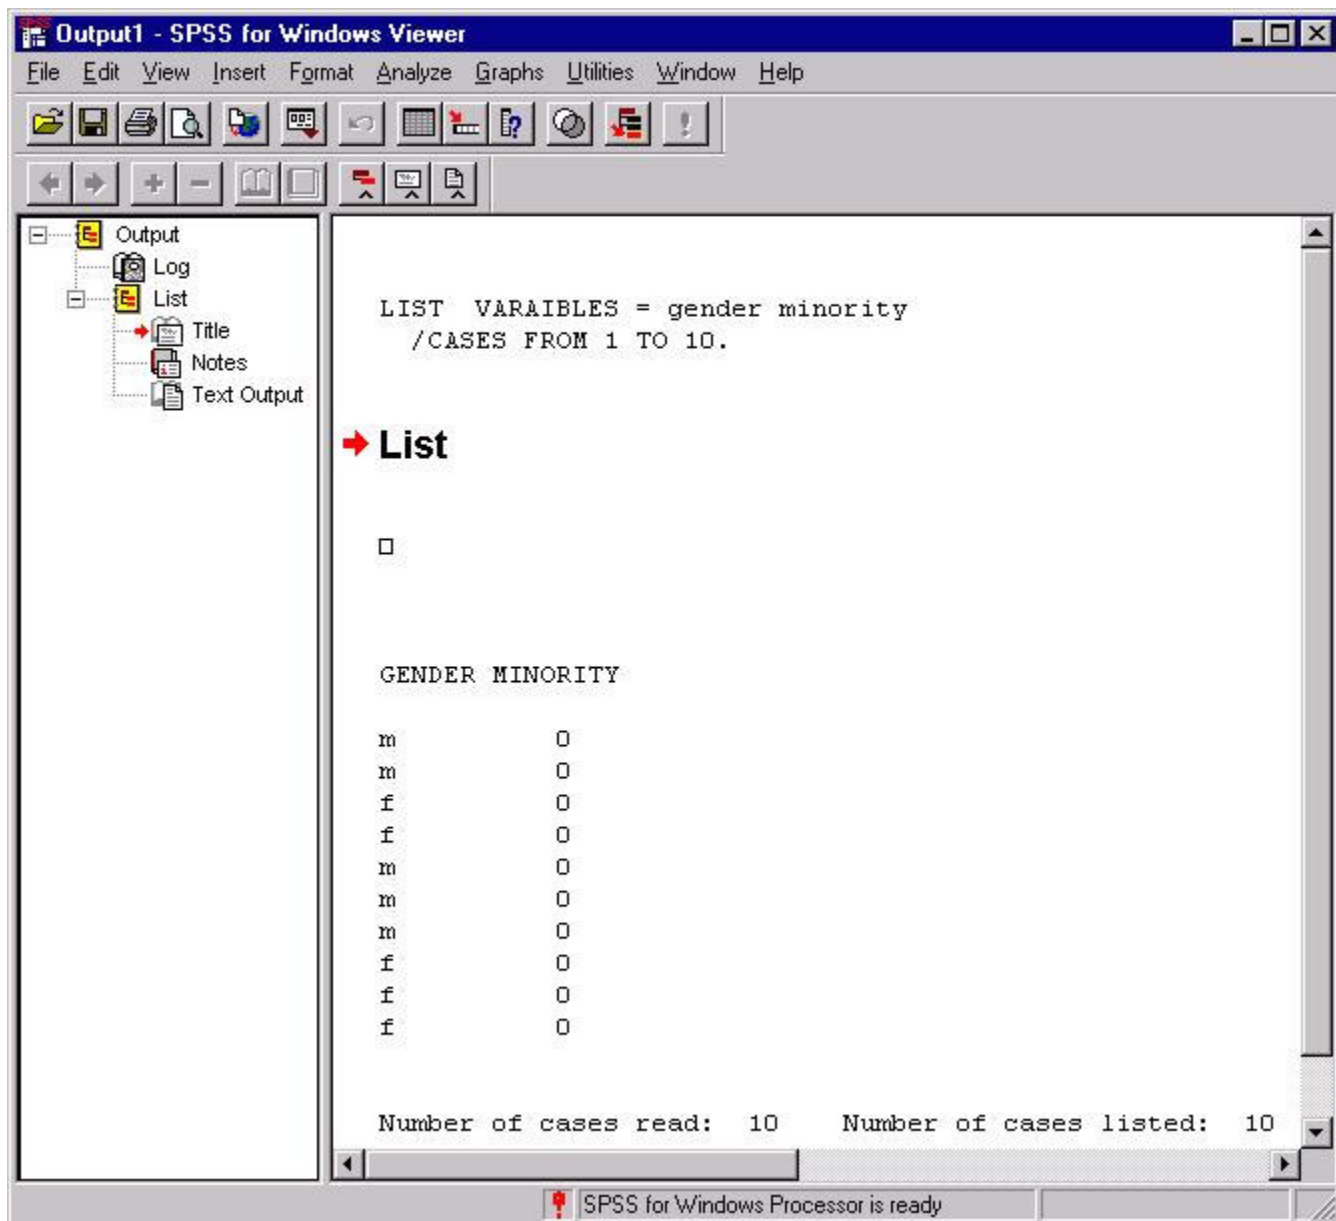 Output1 - SPSS for Windows Viewer
File Edit View Insert Format Analyze Graphs Utilities Window Help
Output
Log
List
Title
Notes
Text Output
LIST VARAIBLES = gender minority
/CASES FROM 1 TO 10.
List
GENDER MINORITY
m 0
m 0
f 0
f 0
m 0
m 0
m 0
f 0
f 0
f 0
Number of cases read: 10 Number of cases listed: 10
SPSS for Windows Processor is ready